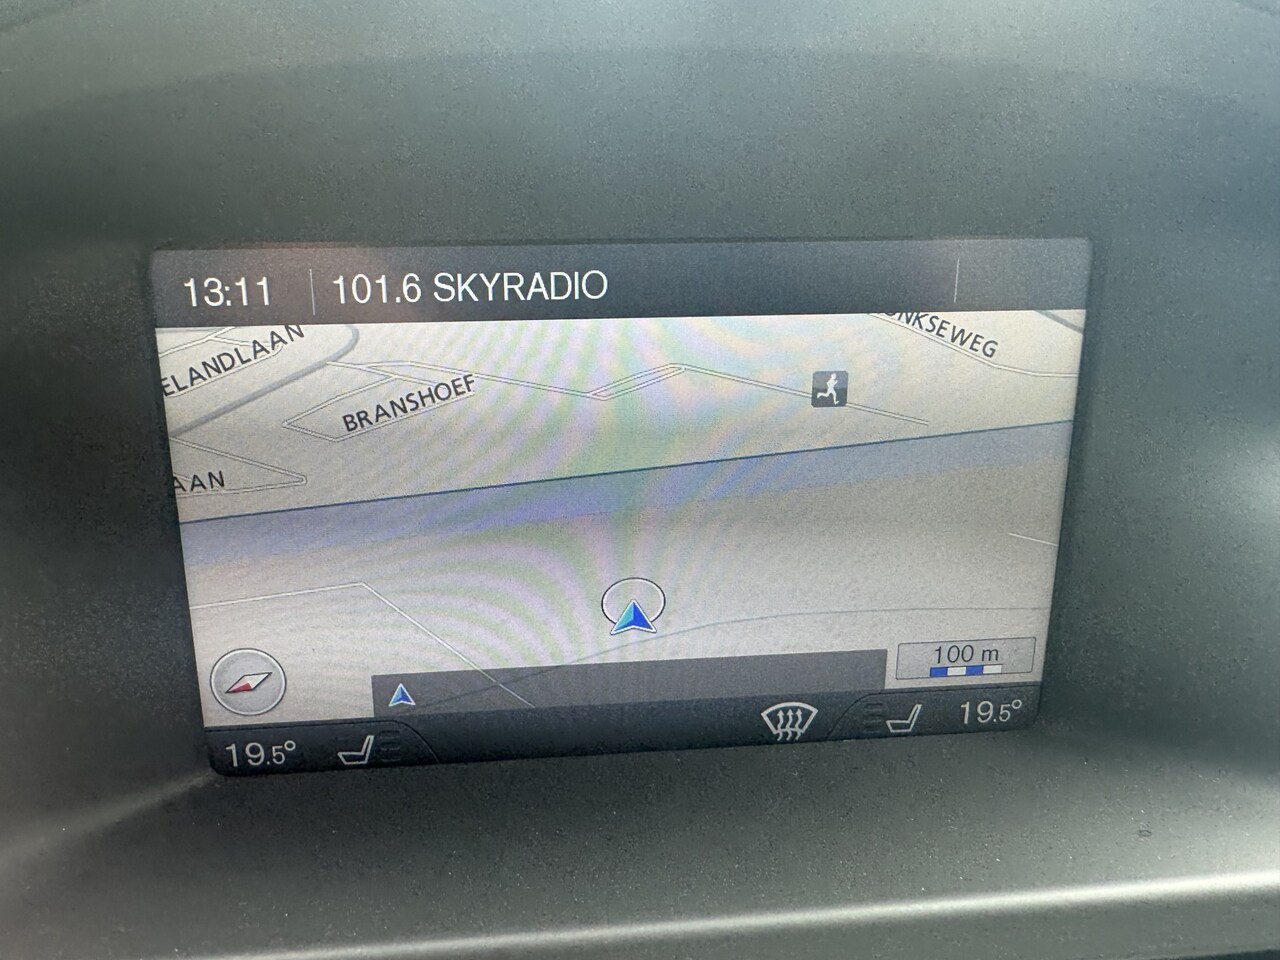 13:11 101.6 SKYRADIO
ELANDLAAN
NKSEWEG
BRANSHOEF
AAN
100 m
19.5° 19.5°